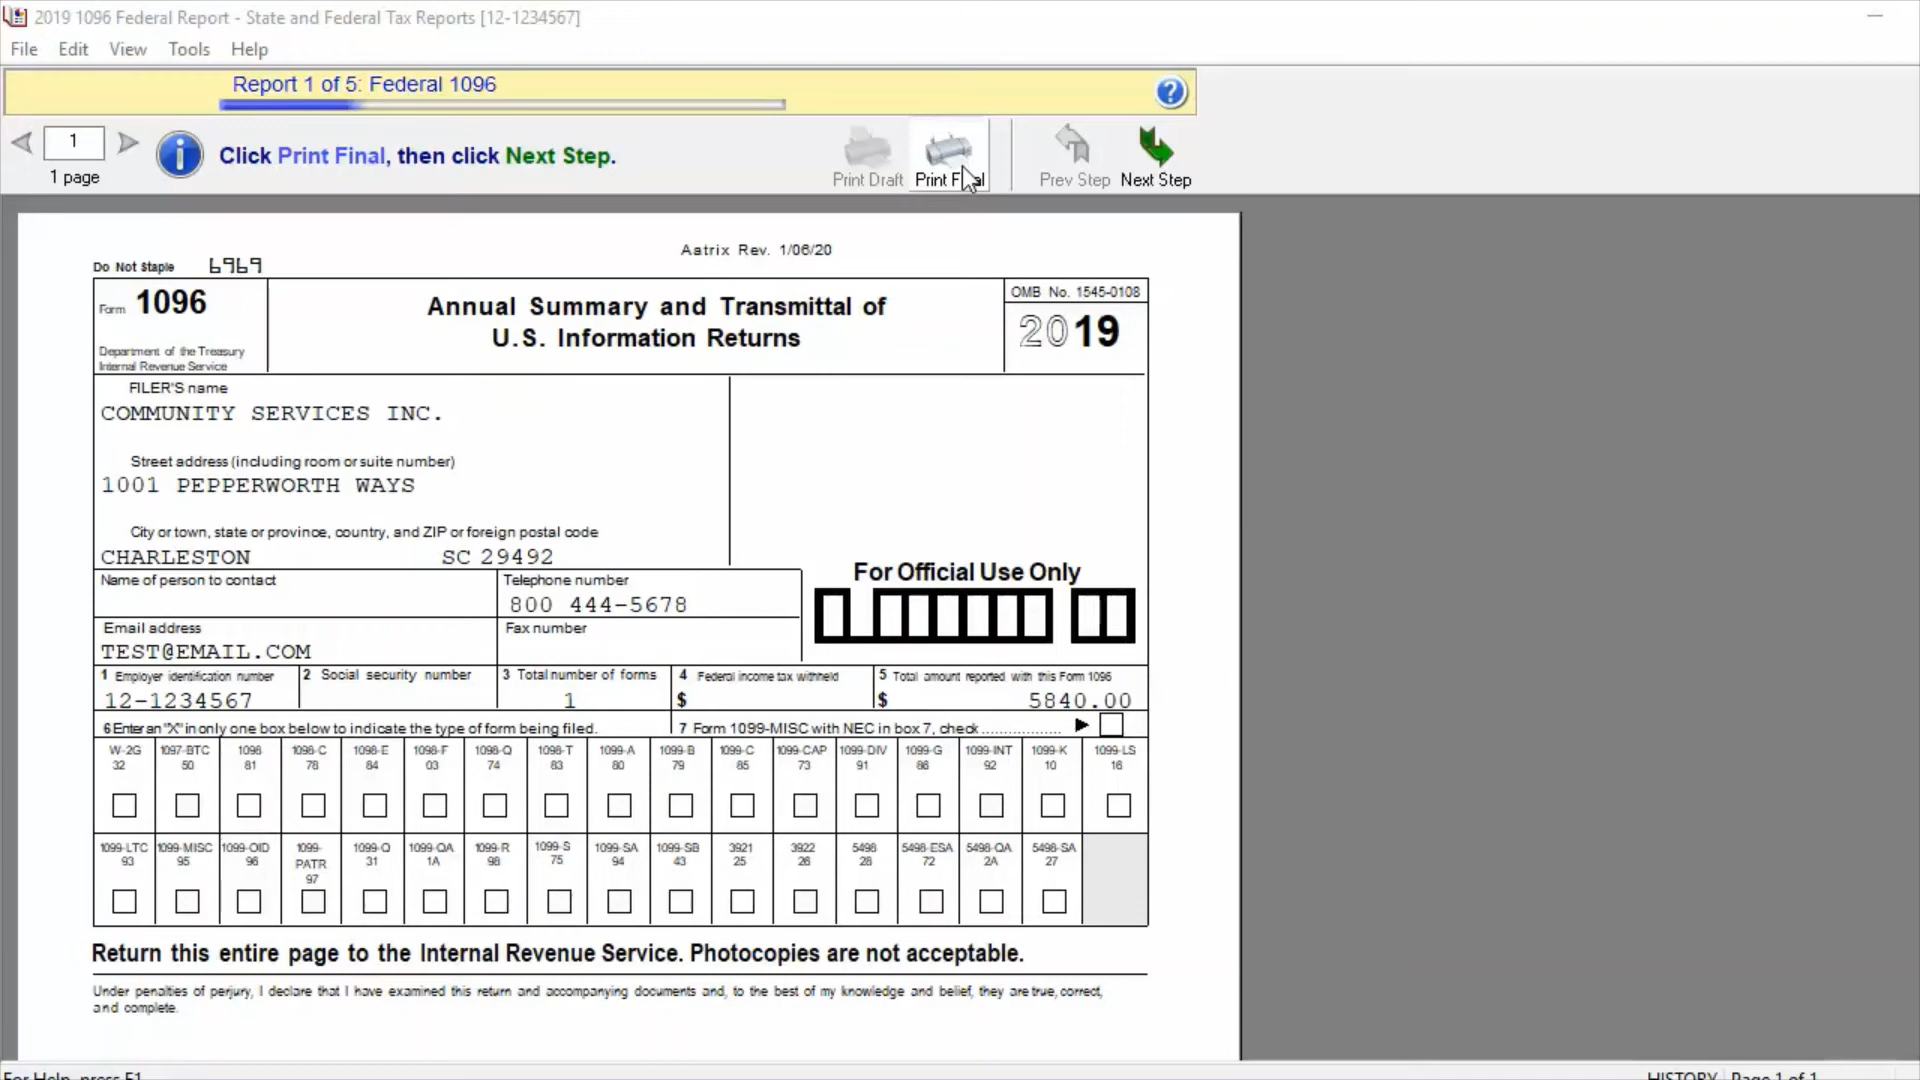 2019 1096 Federal Report - State and Federal Tax Reports [12-1234567]
File Edit View Tools Help
Report 1 of 5: Federal 1096
?
1
1 page
i
Click Print Final, then click Next Step.
Print Draft
Print Final
Prev Step
Next Step
Aatrix Rev. 1/06/20
Do Not Staple 6969
Form 1096
Department of the Treasury
Internal Revenue Service
Annual Summary and Transmittal of
U.S. Information Returns
OMB No. 1545-0108
2019
FILER'S name
COMMUNITY SERVICES INC.
Street address (including room or suite number)
1001 PEPPERWORTH WAYS
City or town, state or province, country, and ZIP or foreign postal code
CHARLESTON SC 29492
Name of person to contact
Telephone number
800 444-5678
For Official Use Only
Email address
TEST@EMAIL.COM
Fax number
1 Employer identification number
12-1234567
2 Social security number
3 Total number of forms
1
4 Federal income tax withheld
$
5 Total amount reported with this Form 1096
$ 5840.00
6 Enter an "X" in only one box below to indicate the type of form being filed.
7 Form 1099-MISC with NEC in box 7, check ..................
W-2G 1097-BTC 1098 1098-C 1098-E 1098-F 1098-Q 1098-T 1099-A 1099-B 1099-C 1099-CAP 1099-DIV 1099-G 1099-INT 1099-K 1099-LS
32 50 81 78 84 03 74 83 80 79 85 73 91 86 92 10 16
1099-LTC 1099-MISC 1099-OID 1099-PATR 1099-Q 1099-QA 1099-R 1099-S 1099-SA 1099-SB 3921 3922 5498 5498-ESA 5498-QA 5498-SA
93 95 96 97 31 1A 98 75 94 43 25 26 28 72 2A 27
Return this entire page to the Internal Revenue Service. Photocopies are not acceptable.
Under penalties of perjury, I declare that I have examined this return and accompanying documents and, to the best of my knowledge and belief, they are true, correct,
and complete.
For Help, press F1
HISTORY Page 1 of 1